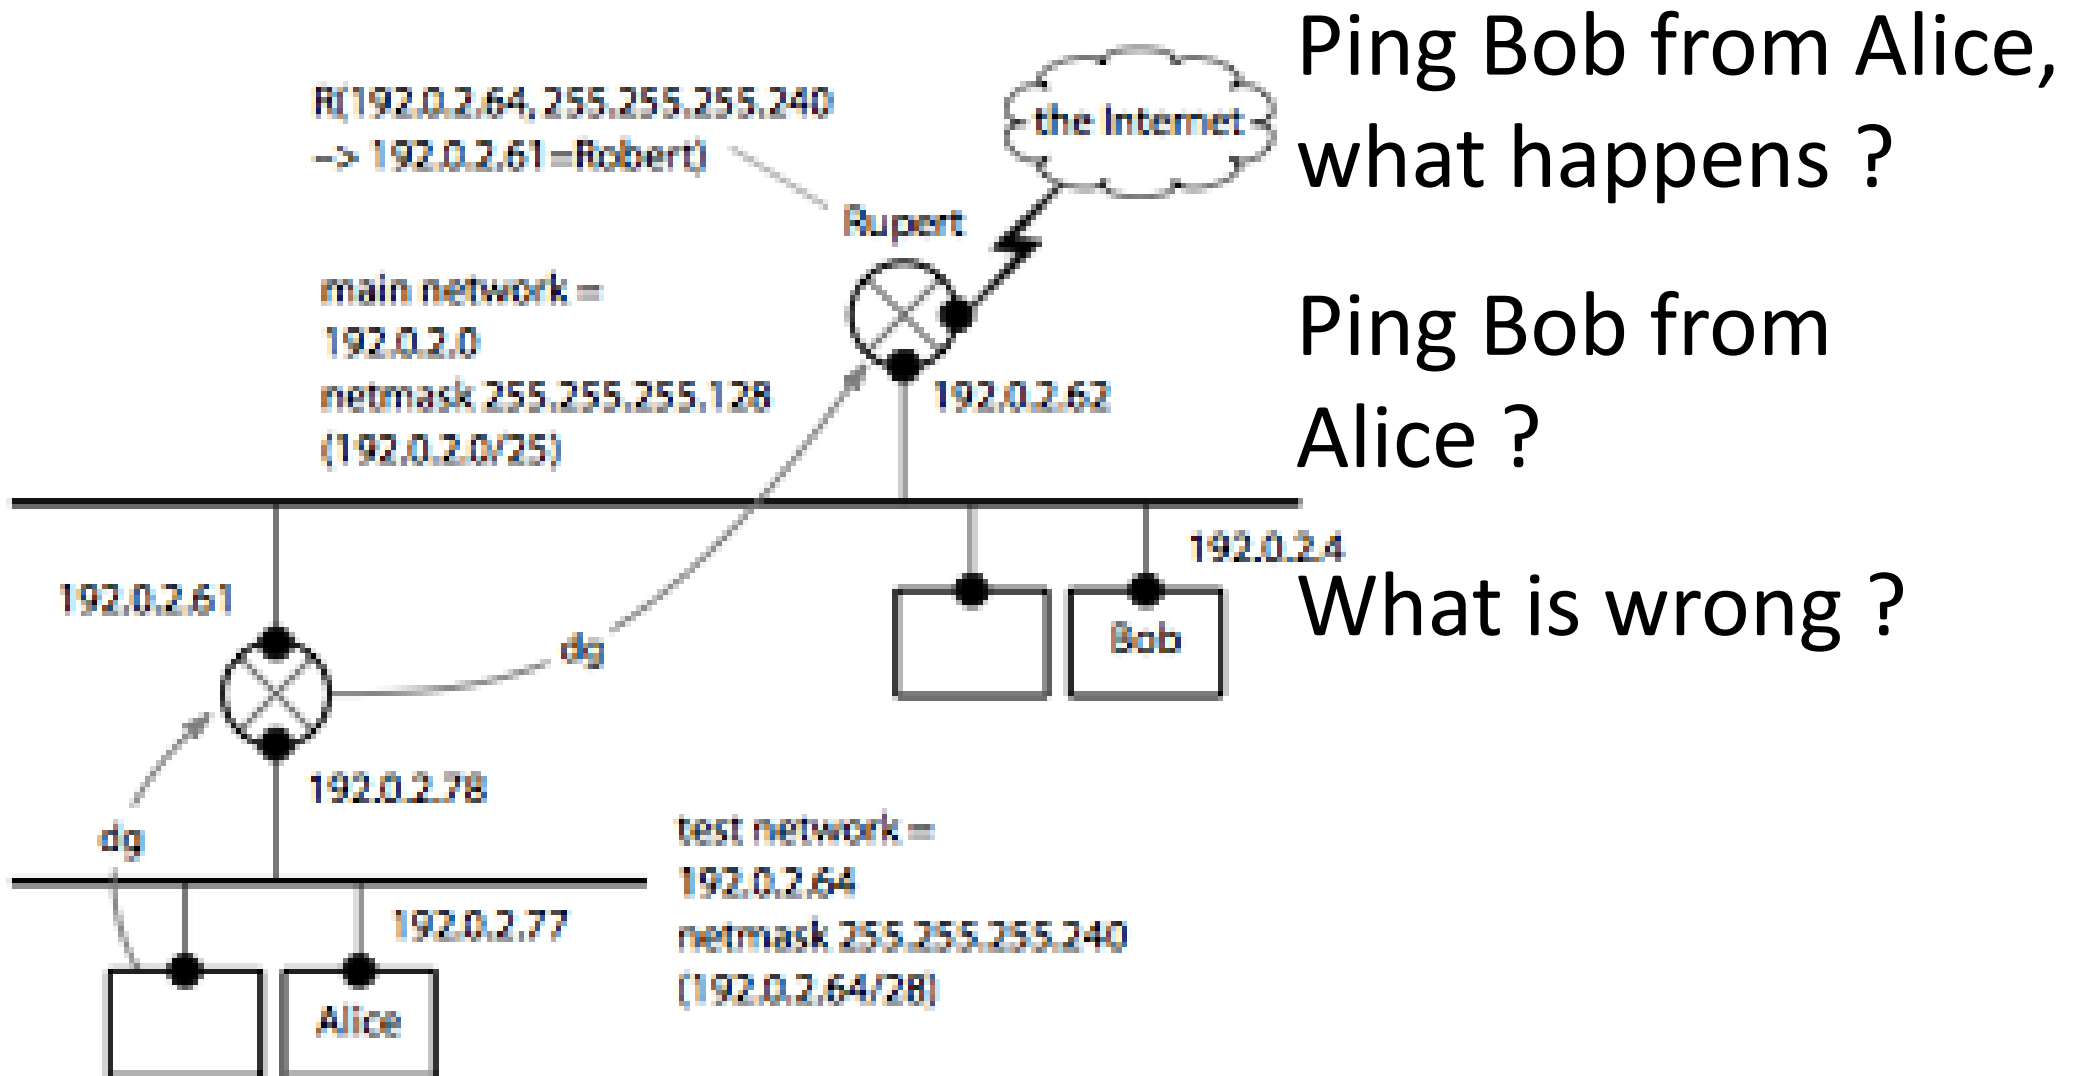 Ping Bob from Alice,
what happens ?
Ping Bob from
Alice ?
What is wrong ?
R(192.0.2.64, 255.255.255.240
–> 192.0.2.61=Robert)
the Internet
Rupert
main network =
192.0.2.0
netmask 255.255.255.128
(192.0.2.0/25)
192.0.2.62
192.0.2.4
192.0.2.61
dg
Bob
192.0.2.78
dg
test network =
192.0.2.64
netmask 255.255.255.240
(192.0.2.64/28)
192.0.2.77
Alice